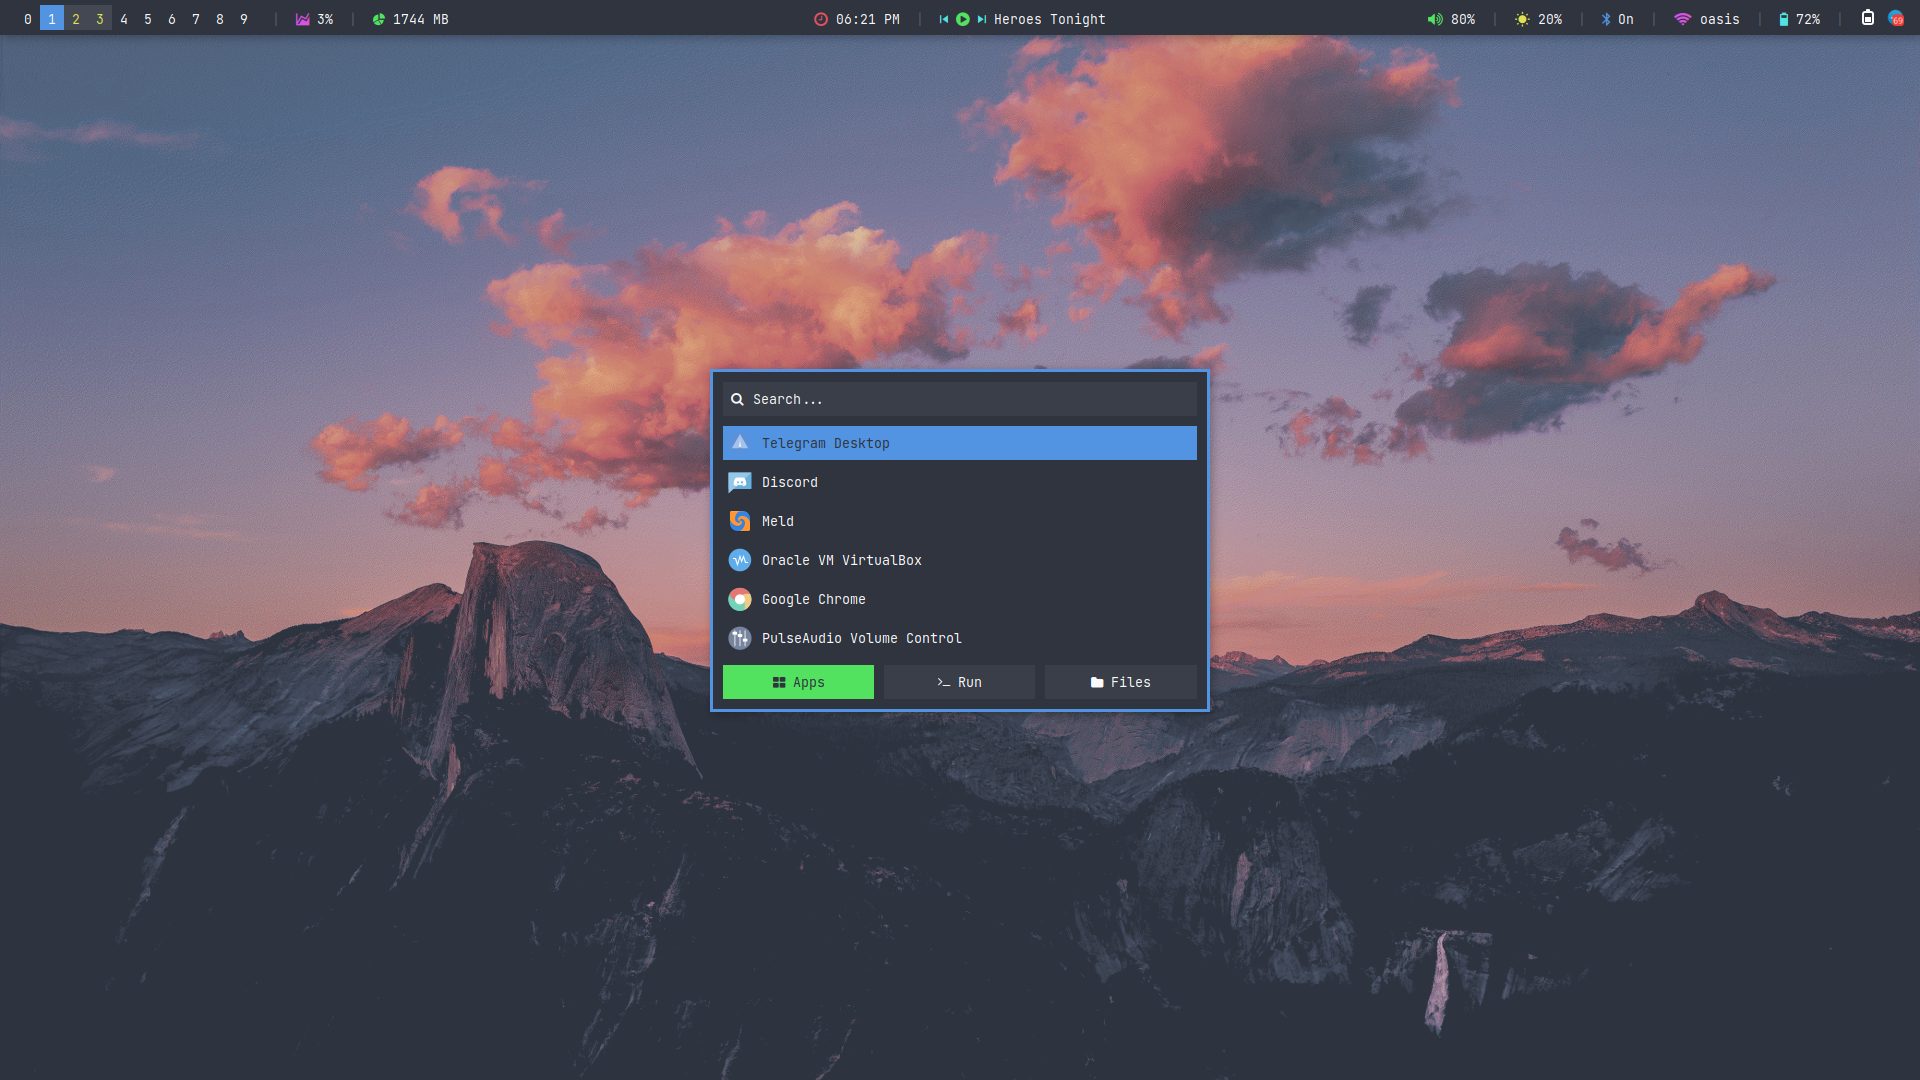 0 1 2 3 4 5 6 7 8 9 | 3% | 1744 MB
06:21 PM | Heroes Tonight
80% | 20% | On | oasis | 72% | 69
Search...
Telegram Desktop
Discord
Meld
Oracle VM VirtualBox
Google Chrome
PulseAudio Volume Control
Apps
Run
Files